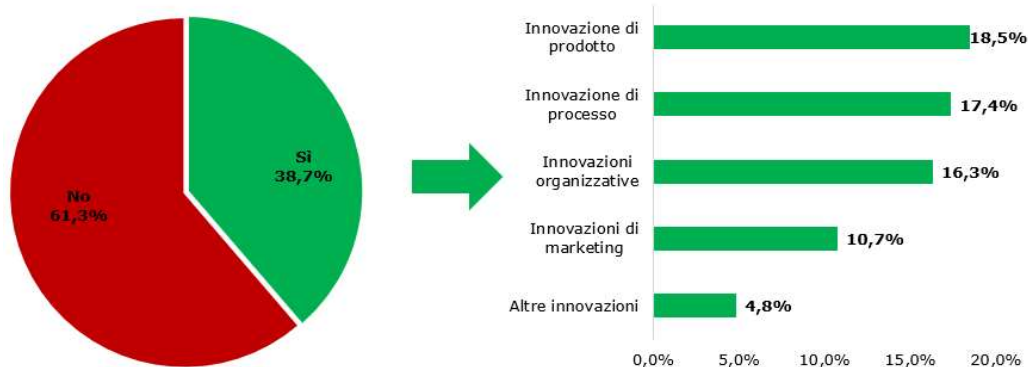 No
61,3%
Sì
38,7%
Innovazione di
prodotto
18,5%
Innovazione di
processo
17,4%
Innovazioni
organizzative
16,3%
Innovazioni di
marketing
10,7%
Altre innovazioni
4,8%
0,0% 5,0% 10,0% 15,0% 20,0%